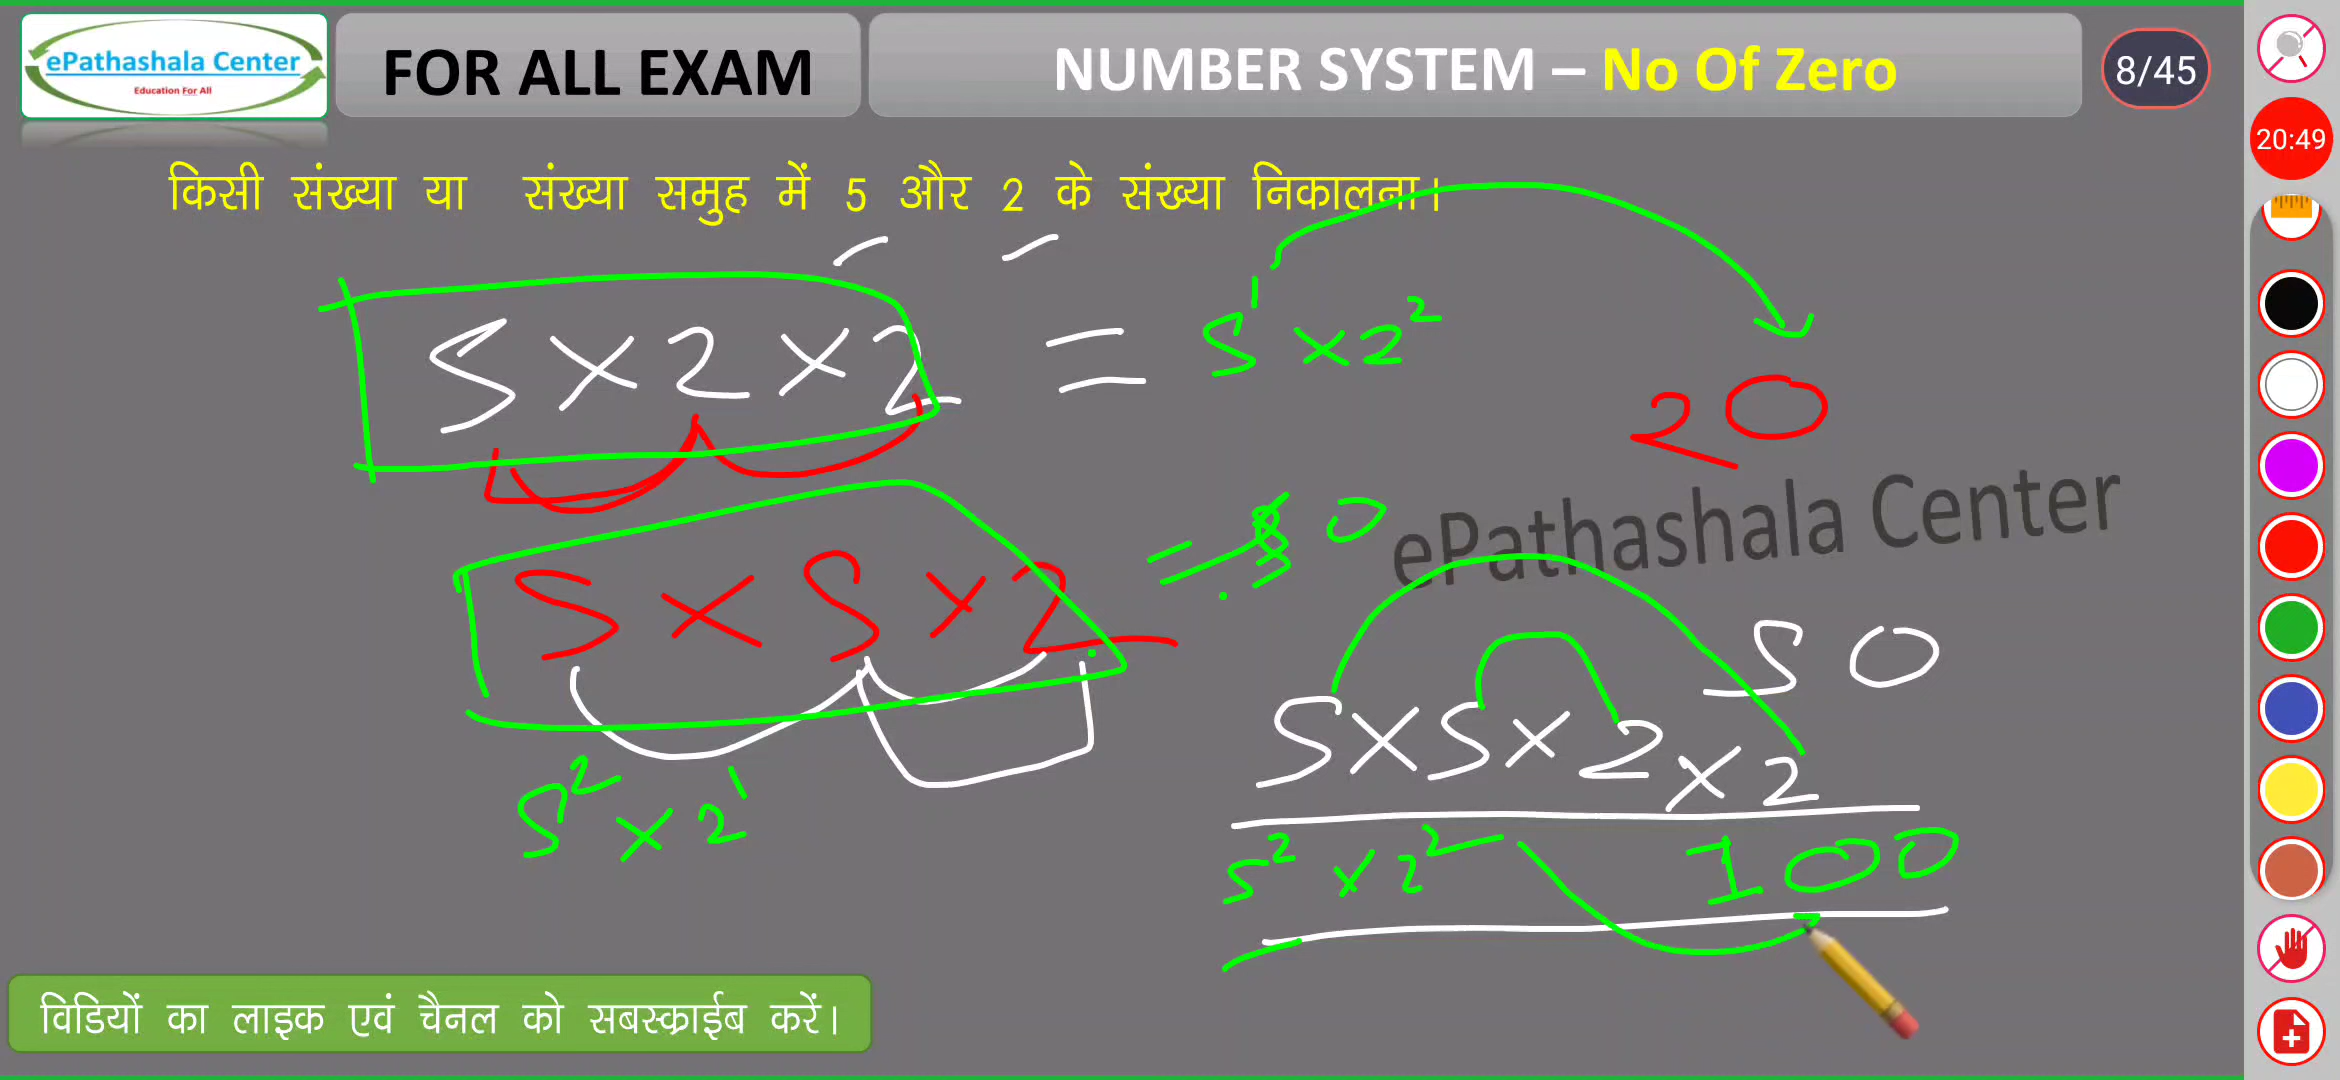 ePathashala Center
Education For All
FOR ALL EXAM
NUMBER SYSTEM – No Of Zero
8/45
20:49
किसी संख्या या संख्या समुह में 5 और 2 के संख्या निकालना।
5 × 2 × 2 = 5¹ × 2²
20
ePathashala Center
5 × 5 × 2 =
0
50
5 × 5 × 2 × 2
5² × 2¹
5² × 2² 100
विडियों का लाइक एवं चैनल को सबस्क्राईब करें।